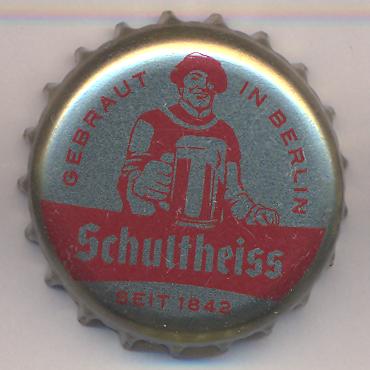 GEBRAUT IN BERLIN
Schultheiss
SEIT 1842